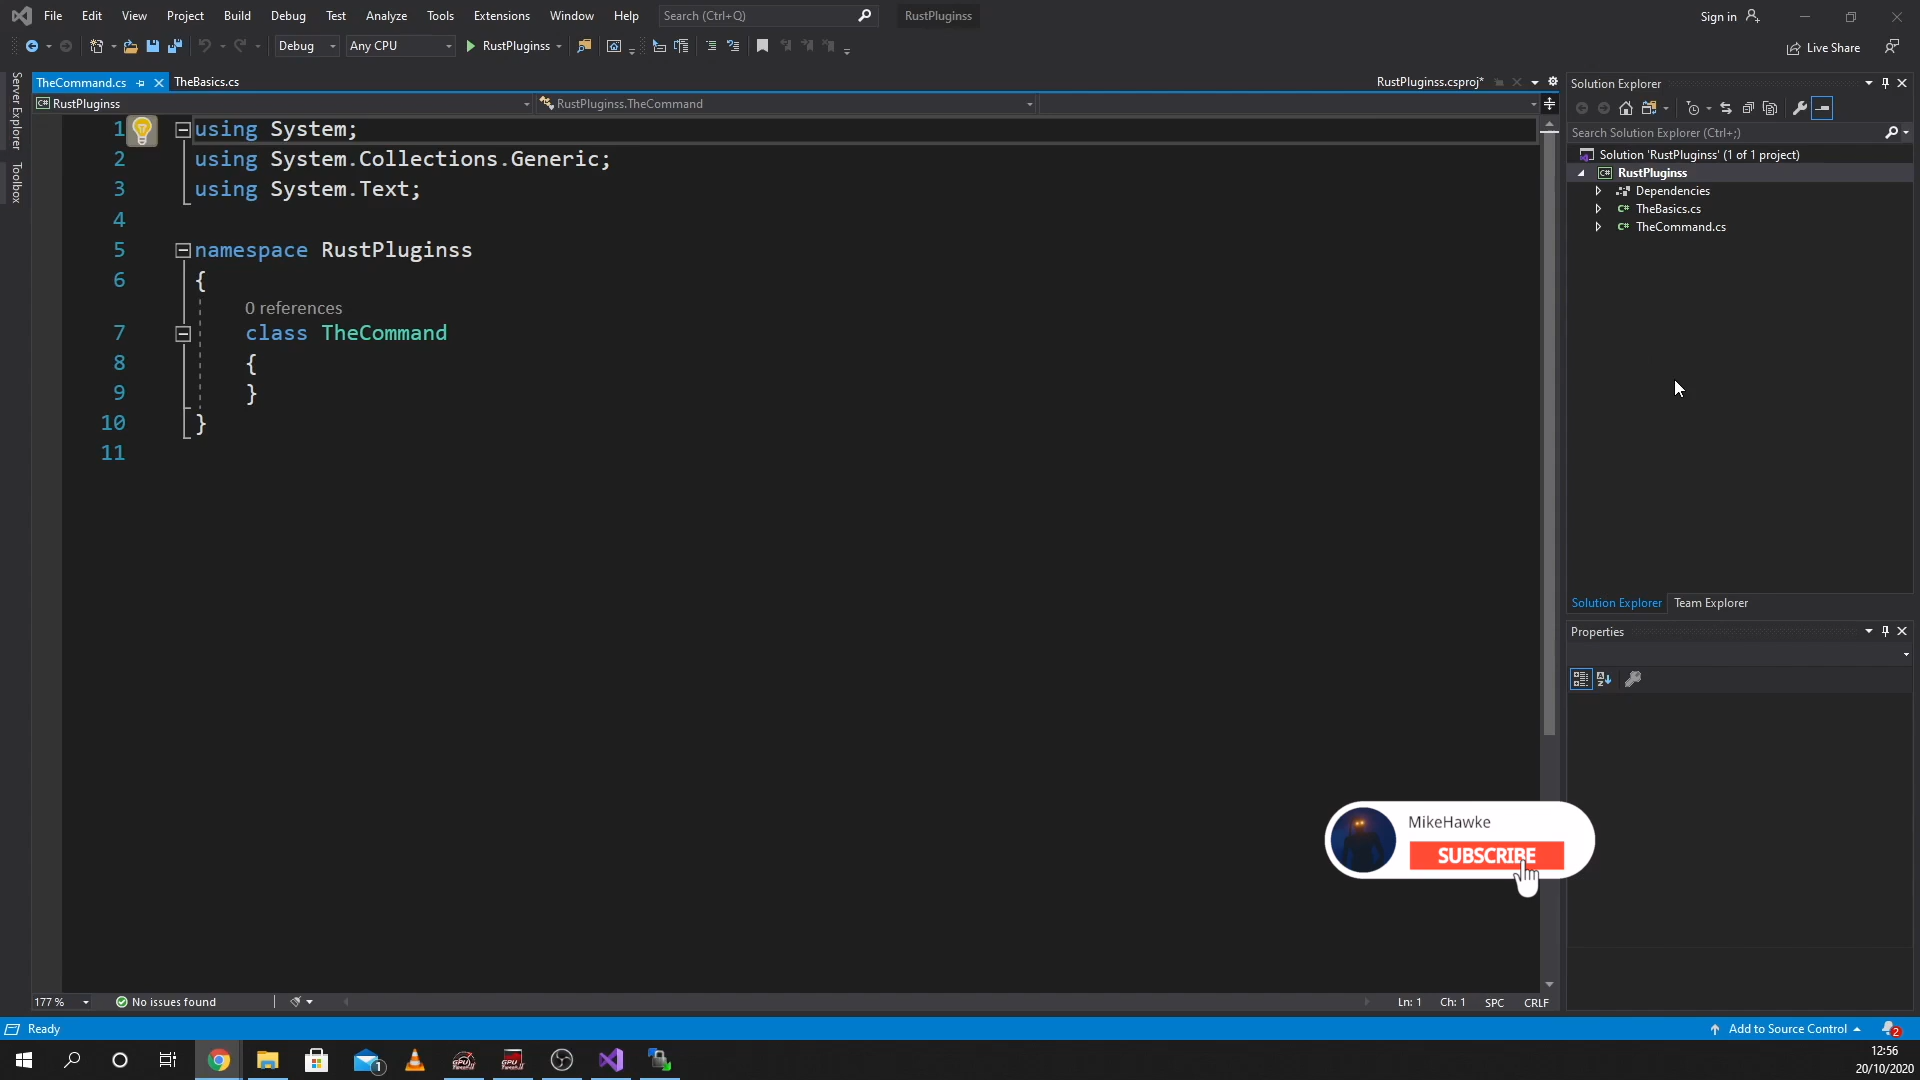 File Edit View Project Build Debug Test Analyze Tools Extensions Window Help Search (Ctrl+Q) RustPluginss Sign in
Debug Any CPU RustPluginss Live Share
TheCommand.cs TheBasics.cs RustPluginss.csproj*
RustPluginss RustPluginss.TheCommand
Server Explorer
Toolbox
1 using System;
2 using System.Collections.Generic;
3 using System.Text;
4
5 namespace RustPluginss
6 {
0 references
7 class TheCommand
8 {
9 }
10 }
11
Solution Explorer
Search Solution Explorer (Ctrl+;)
Solution 'RustPluginss' (1 of 1 project)
RustPluginss
Dependencies
C# TheBasics.cs
C# TheCommand.cs
Solution Explorer Team Explorer
Properties
MikeHawke
SUBSCRIBE
177 % No issues found Ln: 1 Ch: 1 SPC CRLF
Ready Add to Source Control 2
1
12:56
20/10/2020